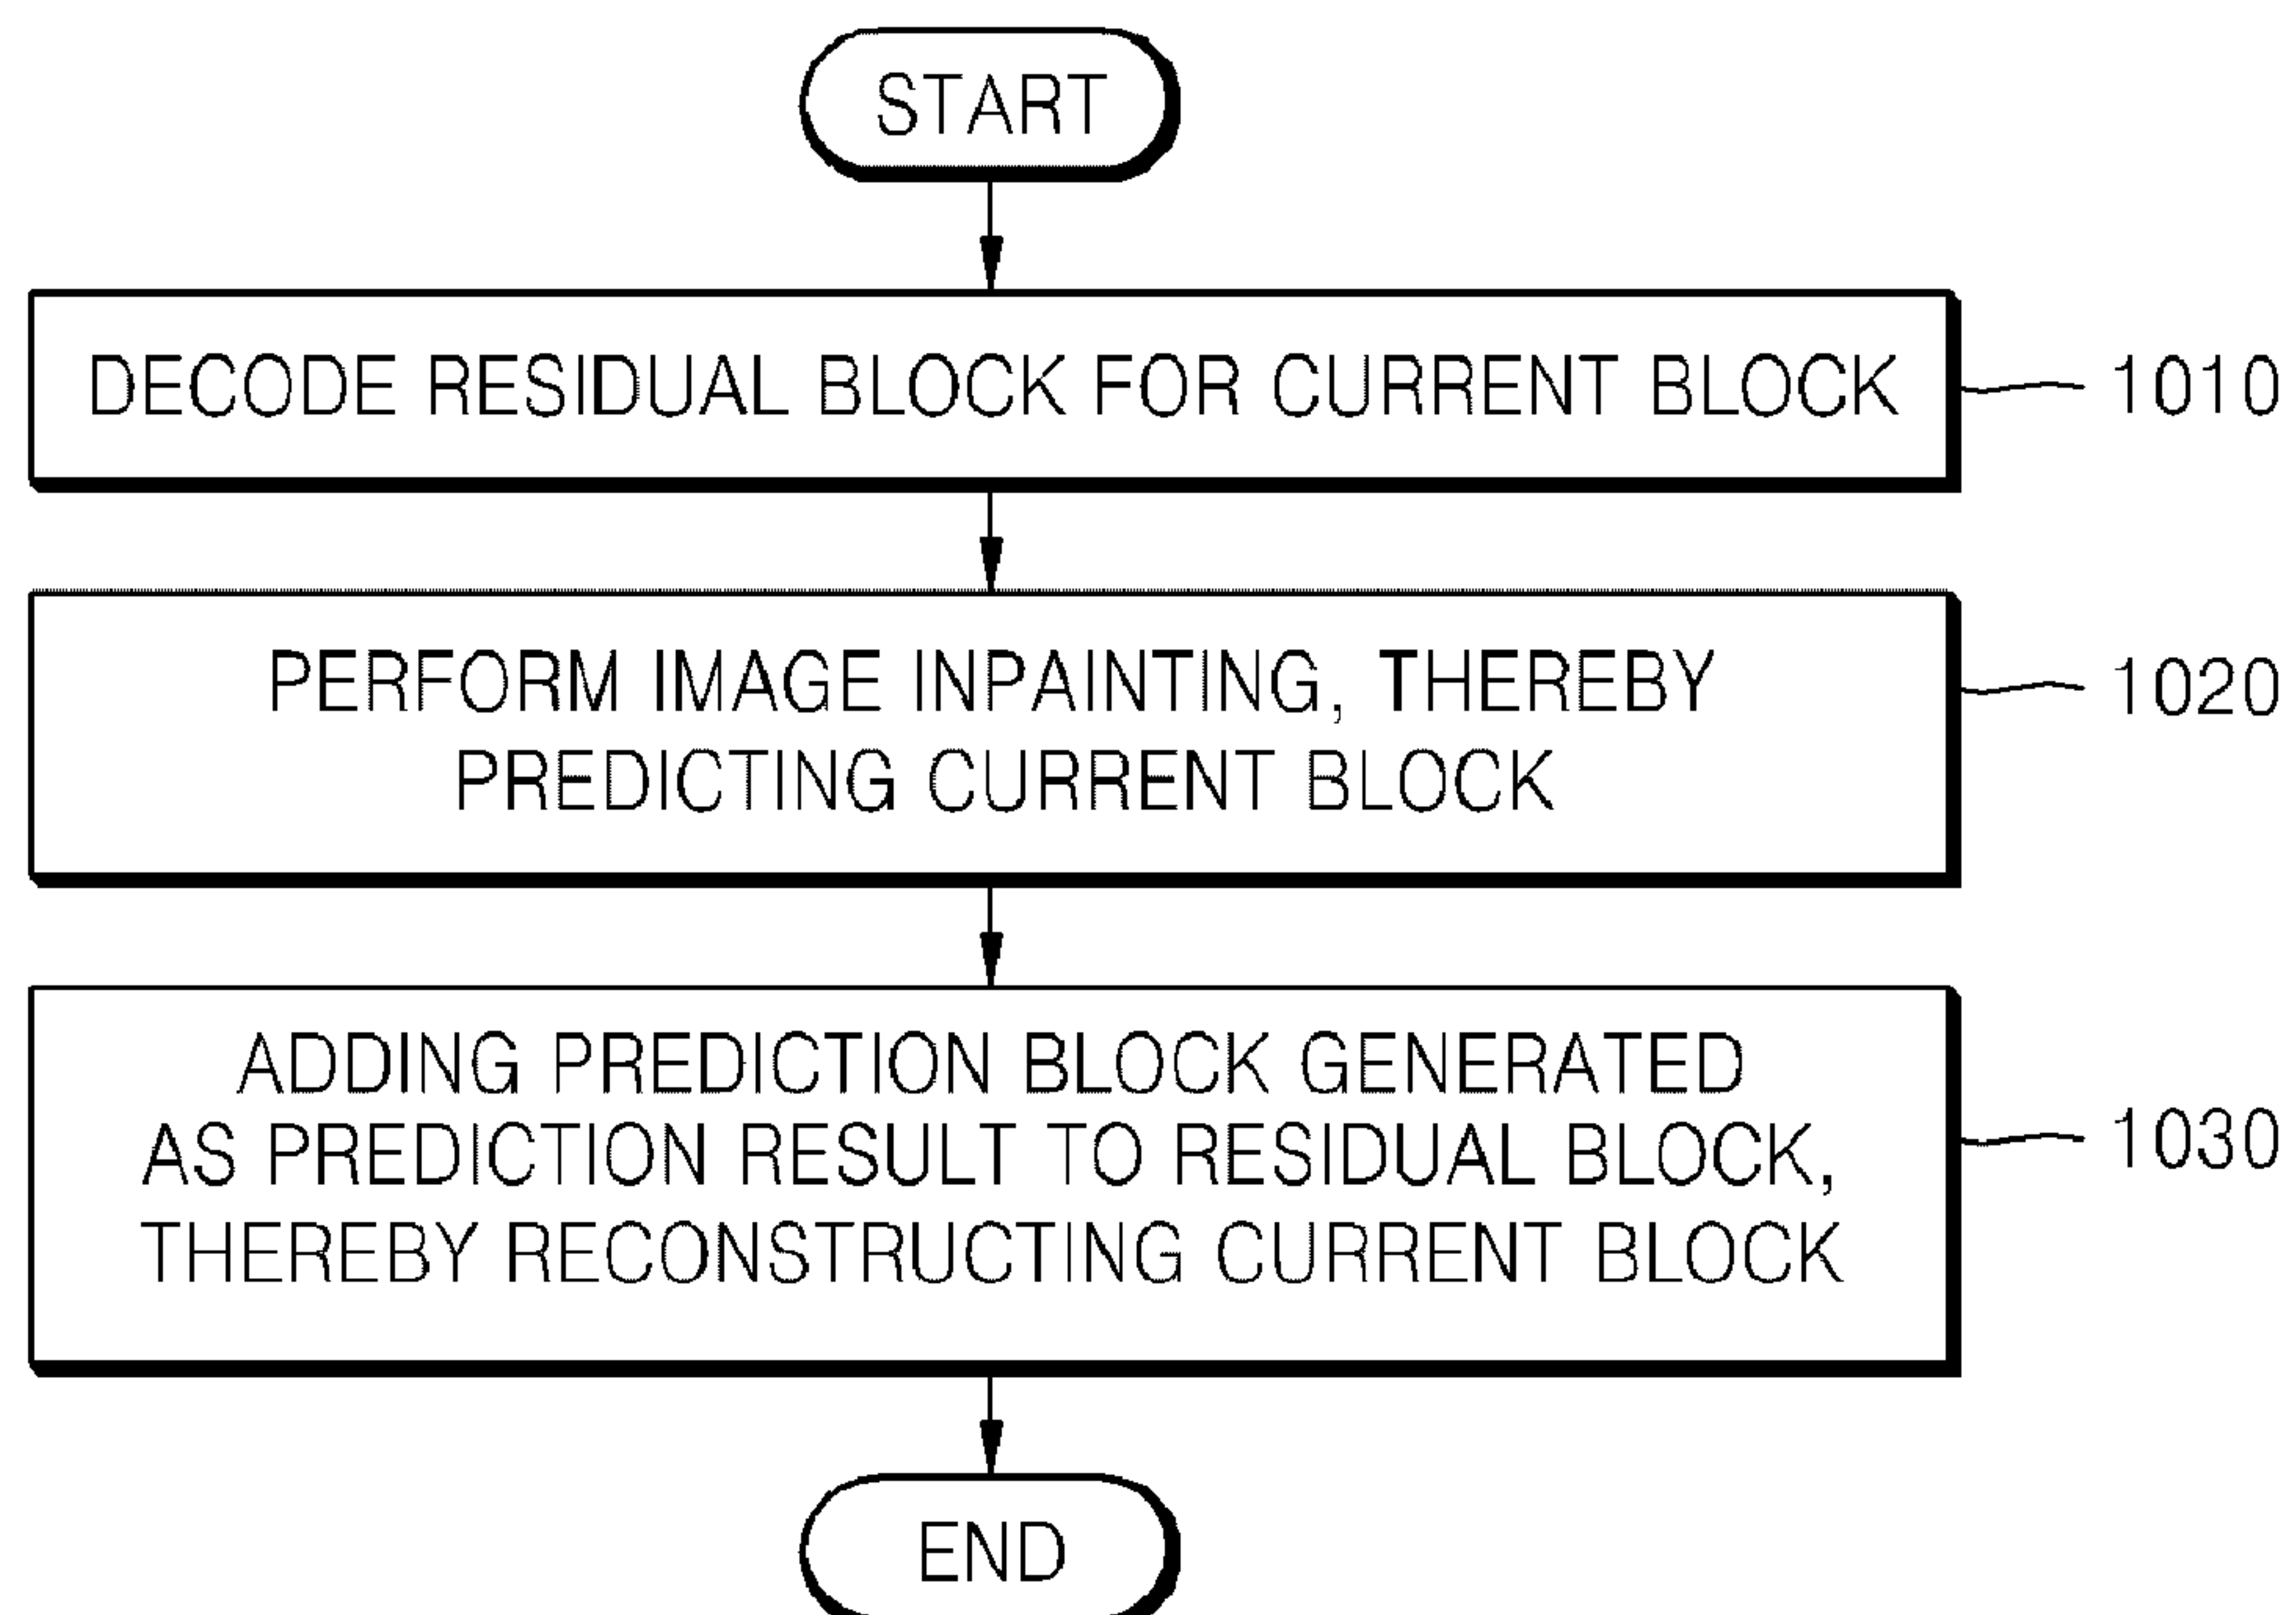 START
DECODE RESIDUAL BLOCK FOR CURRENT BLOCK
1010
PERFORM IMAGE INPAINTING, THEREBY
PREDICTING CURRENT BLOCK
1020
ADDING PREDICTION BLOCK GENERATED
AS PREDICTION RESULT TO RESIDUAL BLOCK,
THEREBY RECONSTRUCTING CURRENT BLOCK
1030
END